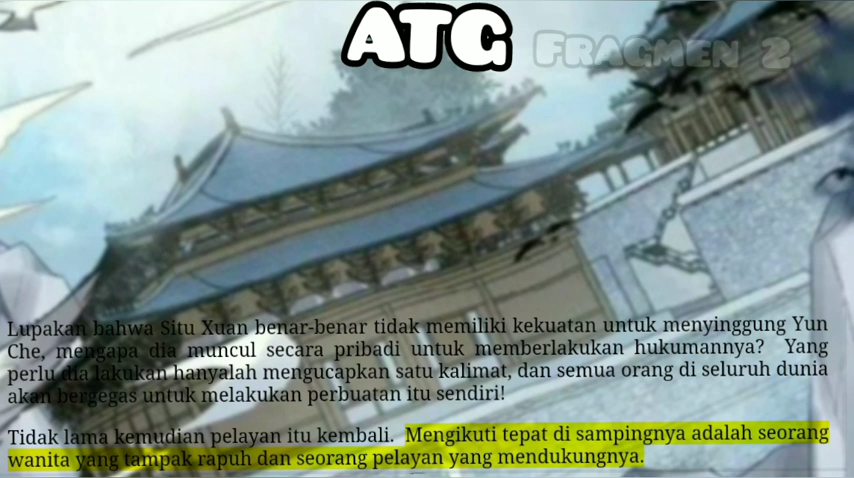 ATG FRAGMEN 2
Lupakan bahwa Situ Xuan benar-benar tidak memiliki kekuatan untuk menyinggung Yun
Che, mengapa dia muncul secara pribadi untuk memberlakukan hukumannya? Yang
perlu dia lakukan hanyalah mengucapkan satu kalimat, dan semua orang di seluruh dunia
akan bergegas untuk melakukan perbuatan itu sendiri!
Tidak lama kemudian pelayan itu kembali. Mengikuti tepat di sampingnya adalah seorang
wanita yang tampak rapuh dan seorang pelayan yang mendukungnya.